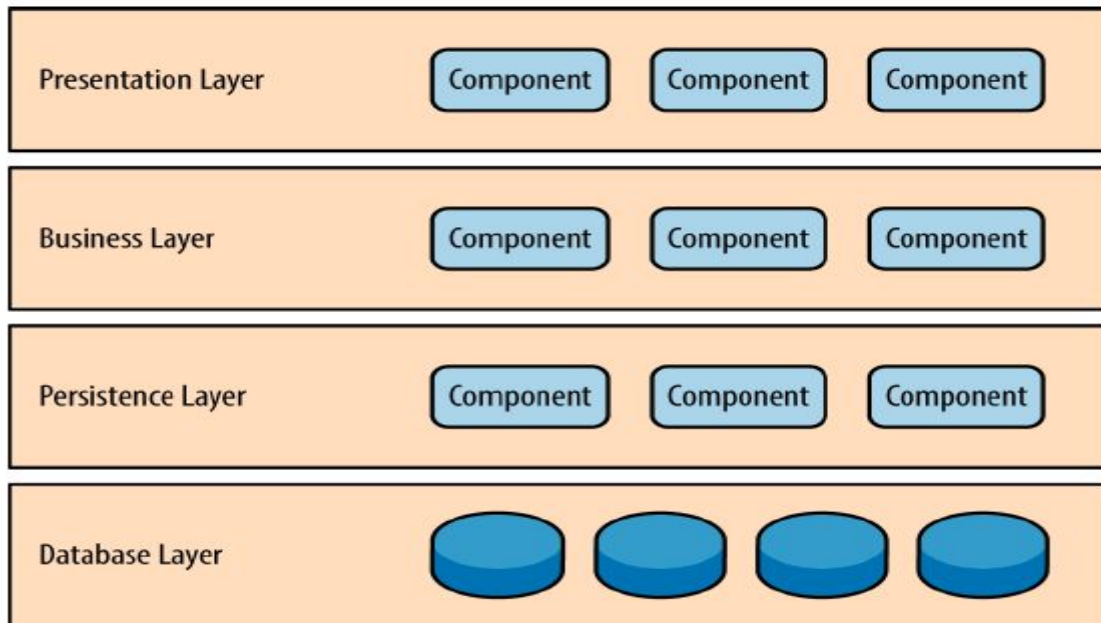 Presentation Layer Component Component Component
Business Layer Component Component Component
Persistence Layer Component Component Component
Database Layer